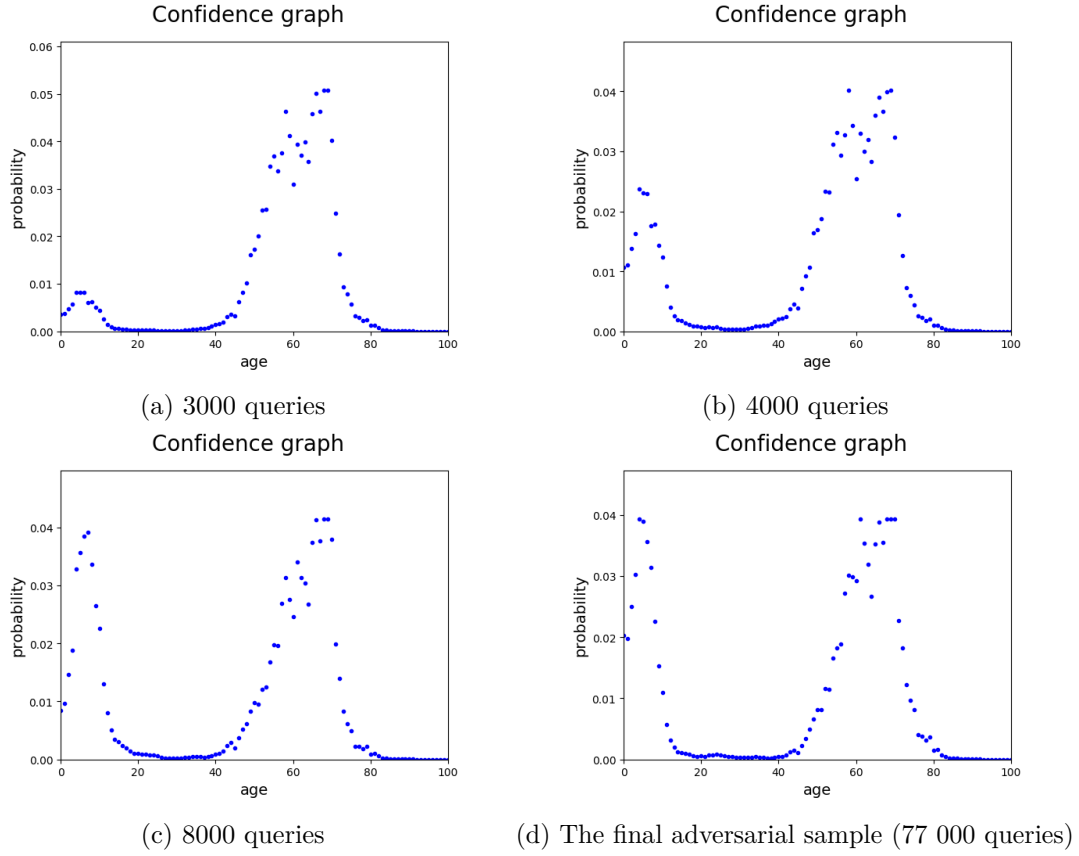 Confidence graph
0.06
0.05
0.04
0.03
0.02
0.01
0.00
probability
0 20 40 60 80 100
age
(a) 3000 queries
Confidence graph
0.04
0.03
0.02
0.01
0.00
probability
0 20 40 60 80 100
age
(b) 4000 queries
Confidence graph
0.04
0.03
0.02
0.01
0.00
probability
0 20 40 60 80 100
age
(c) 8000 queries
Confidence graph
0.04
0.03
0.02
0.01
0.00
probability
0 20 40 60 80 100
age
(d) The final adversarial sample (77 000 queries)